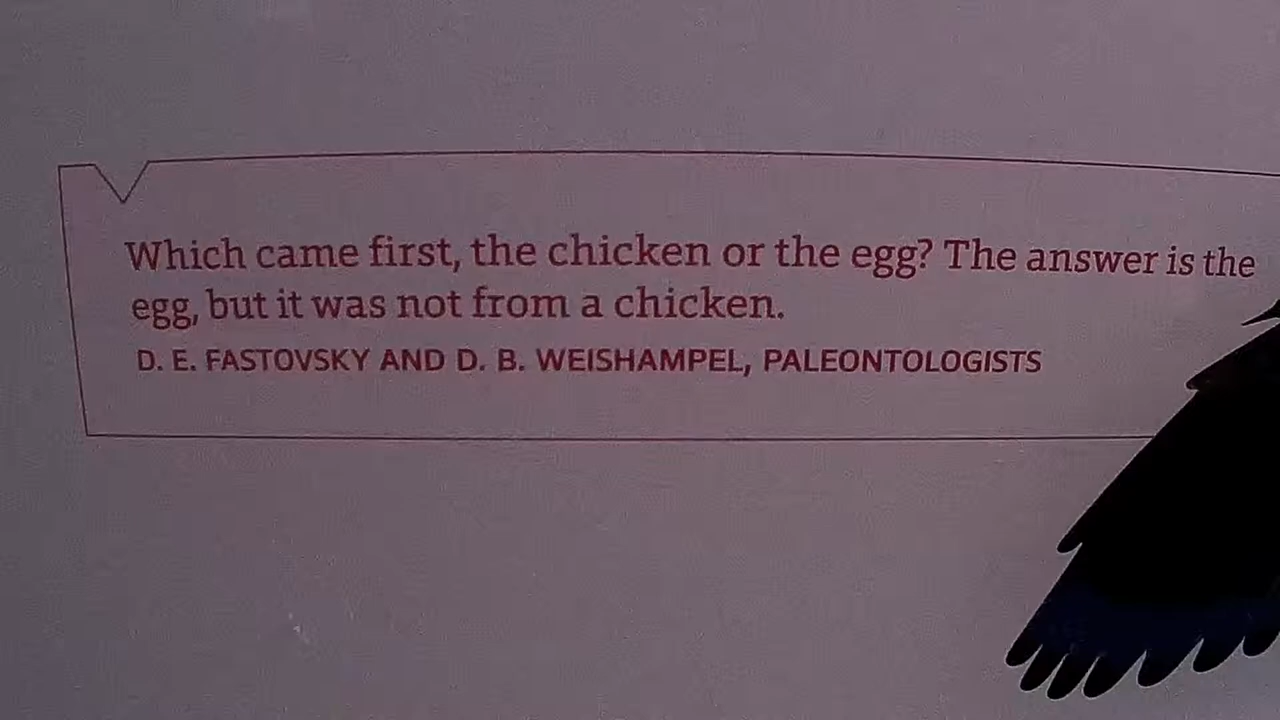 Which came first, the chicken or the egg? The answer is the
egg, but it was not from a chicken.
D. E. FASTOVSKY AND D. B. WEISHAMPEL, PALEONTOLOGISTS